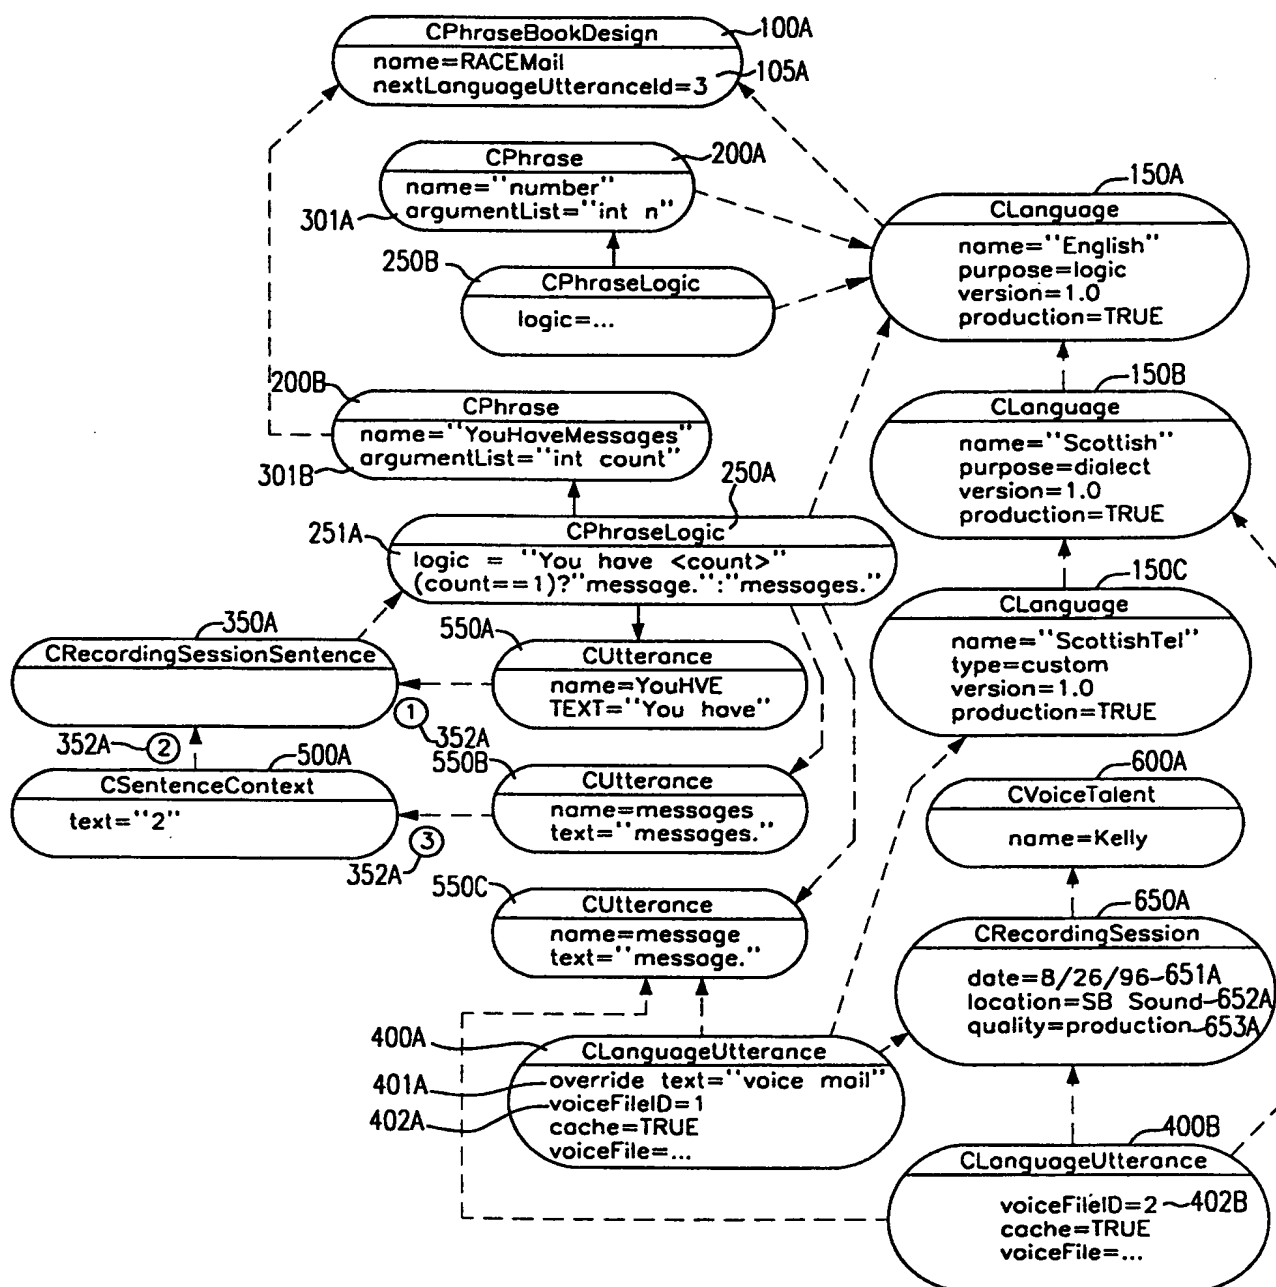 CPhraseBookDesign
100A
name=RACEMail
nextLanguageUtteranceId=3
105A
CPhrase
200A
name="number"
argumentList="int n"
301A
250B
CPhraseLogic
logic=...
150A
CLanguage
name="English"
purpose=logic
version=1.0
production=TRUE
200B
CPhrase
name="YouHaveMessages"
argumentList="int count"
301B
150B
CLanguage
name="Scottish"
purpose=dialect
version=1.0
production=TRUE
250A
251A
CPhraseLogic
logic = "You have <count>"
(count==1)?"message.":"messages."
150C
CLanguage
name="ScottishTel"
type=custom
version=1.0
production=TRUE
350A
CRecordingSessionSentence
550A
CUtterance
name=YouHVE
TEXT="You have"
1
352A
352A
2
500A
CSentenceContext
text="2"
550B
CUtterance
name=messages
text="messages."
3
352A
600A
CVoiceTalent
name=Kelly
550C
CUtterance
name=message
text="message."
650A
CRecordingSession
date=8/26/96
651A
location=SB Sound
652A
quality=production
653A
400A
CLanguageUtterance
401A
override text="voice mail"
402A
voiceFileID=1
cache=TRUE
voiceFile=...
400B
CLanguageUtterance
voiceFileID=2
402B
cache=TRUE
voiceFile=...